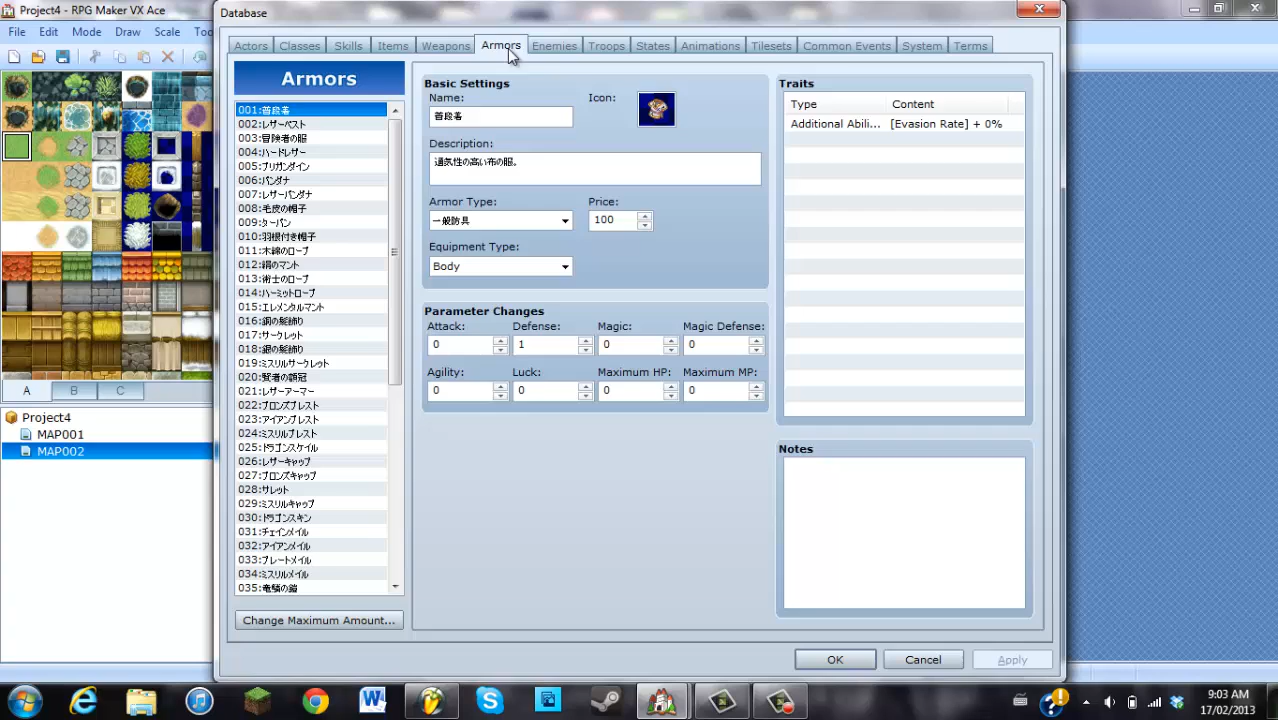 Project4 - RPG Maker VX Ace
File Edit Mode Draw Scale Too
A B C
Project4
MAP001
MAP002
Database
Actors Classes Skills Items Weapons Armors Enemies Troops States Animations Tilesets Common Events System Terms
Armors
001:普段着
002:レザーベスト
003:冒険者の服
004:ハードレザー
005:ブリガンダイン
006:バンダナ
007:レザーバンダナ
008:毛皮の帽子
009:ターバン
010:羽根付き帽子
011:木綿のローブ
012:絹のマント
013:術士のローブ
014:ハーミットローブ
015:エレメンタルマント
016:銅の髪飾り
017:サークレット
018:銀の髪飾り
019:ミスリルサークレット
020:賢者の額冠
021:レザーアーマー
022:ブロンズブレスト
023:アイアンブレスト
024:ミスリルブレスト
025:ドラゴンスケイル
026:レザーキャップ
027:ブロンズキャップ
028:サレット
029:ミスリルキャップ
030:ドラゴンスキン
031:チェインメイル
032:アイアンメイル
033:プレートメイル
034:ミスリルメイル
035:竜鱗の鎧
Change Maximum Amount...
Basic Settings
Name: Icon:
普段着
Description:
通気性の高い布の服。
Armor Type: Price:
一般防具 100
Equipment Type:
Body
Parameter Changes
Attack: Defense: Magic: Magic Defense:
0 1 0 0
Agility: Luck: Maximum HP: Maximum MP:
0 0 0 0
Traits
Type Content
Additional Abili... [Evasion Rate] + 0%
Notes
OK Cancel Apply
9:03 AM
17/02/2013